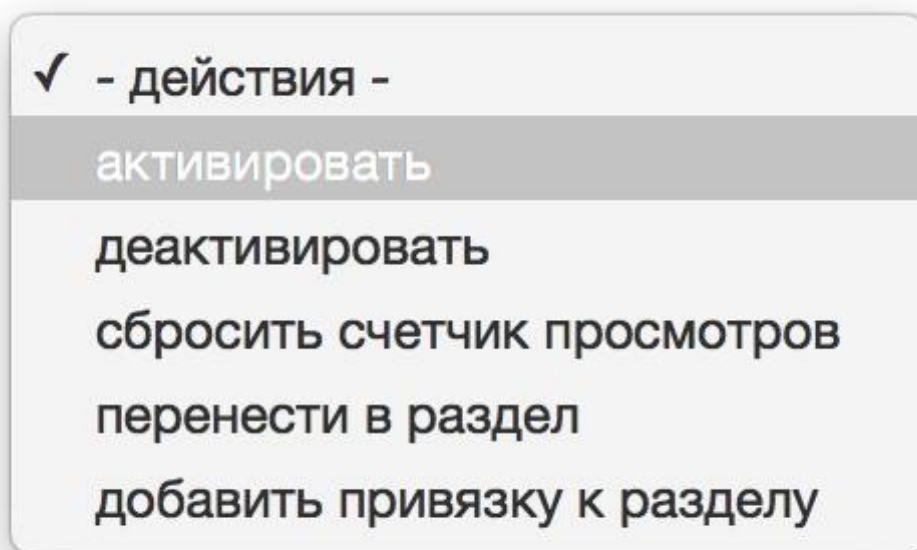 ✓ - действия -
активировать
деактивировать
сбросить счетчик просмотров
перенести в раздел
добавить привязку к разделу